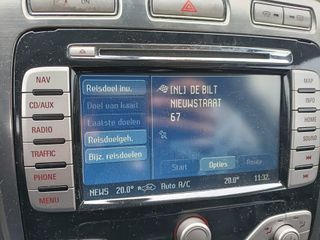 NAV
CD/AUX
RADIO
TRAFFIC
PHONE
MENU
Reisdoel inv.
Doel van kaart
Laatste doelen
Reisdoelgeh.
Bijz. reisdoelen
(NL) DE BILT
NIEUWSTRAAT
67
Start
Opties
Route
NEWS 20.0° Auto A/C 20.0° 11:32
MAP
INFO
HOME
SOUND